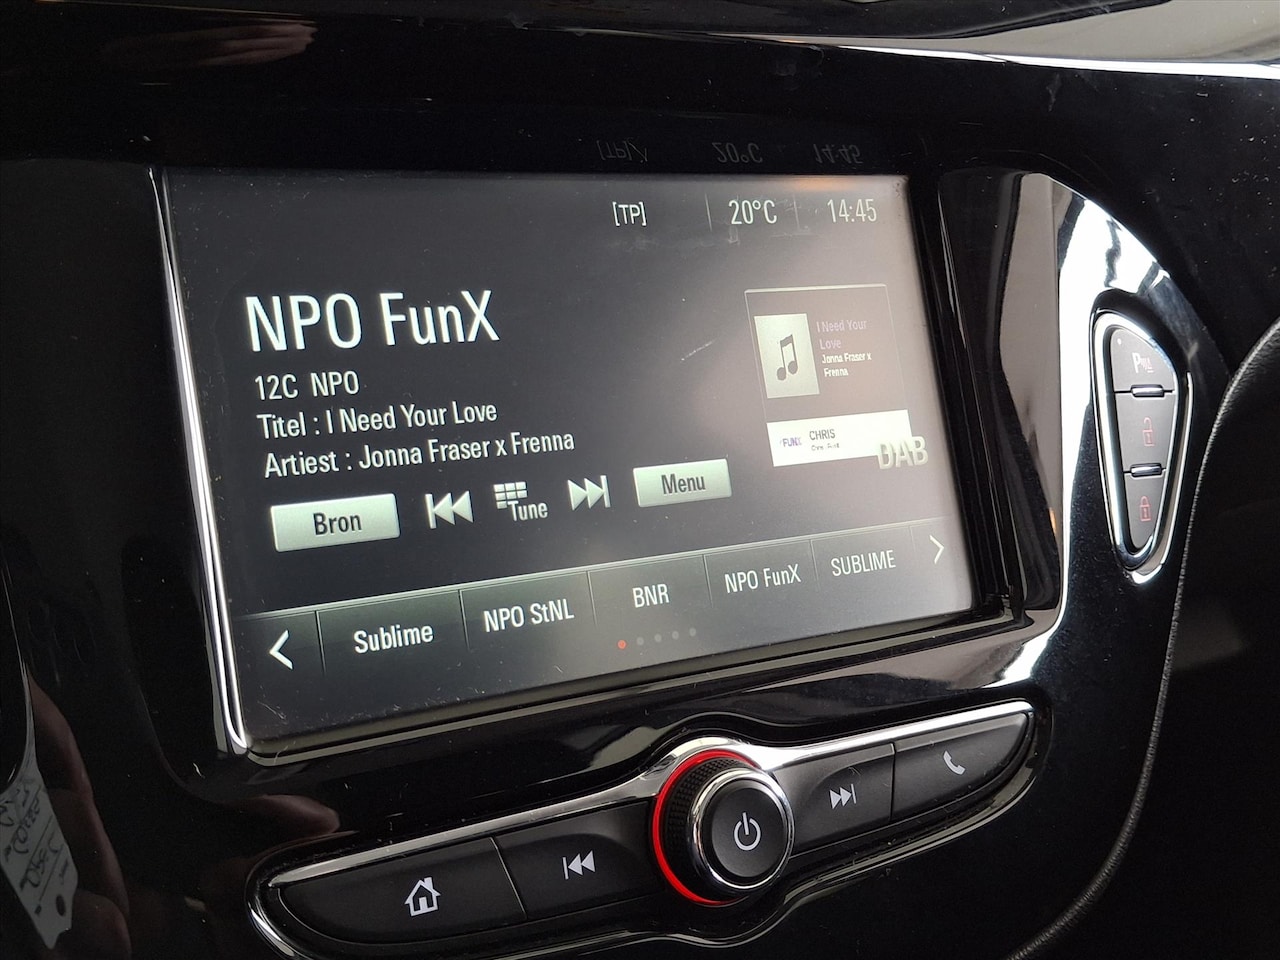 [TP] 20°C 14:45
NPO FunX
12C NPO
Titel : I Need Your Love
Artiest : Jonna Fraser x Frenna
I Need Your
Love
Jonna Fraser x
Frenna
FUNX CHRIS
DAB
Bron Tune Menu
Sublime NPO StNL BNR NPO FunX SUBLIME